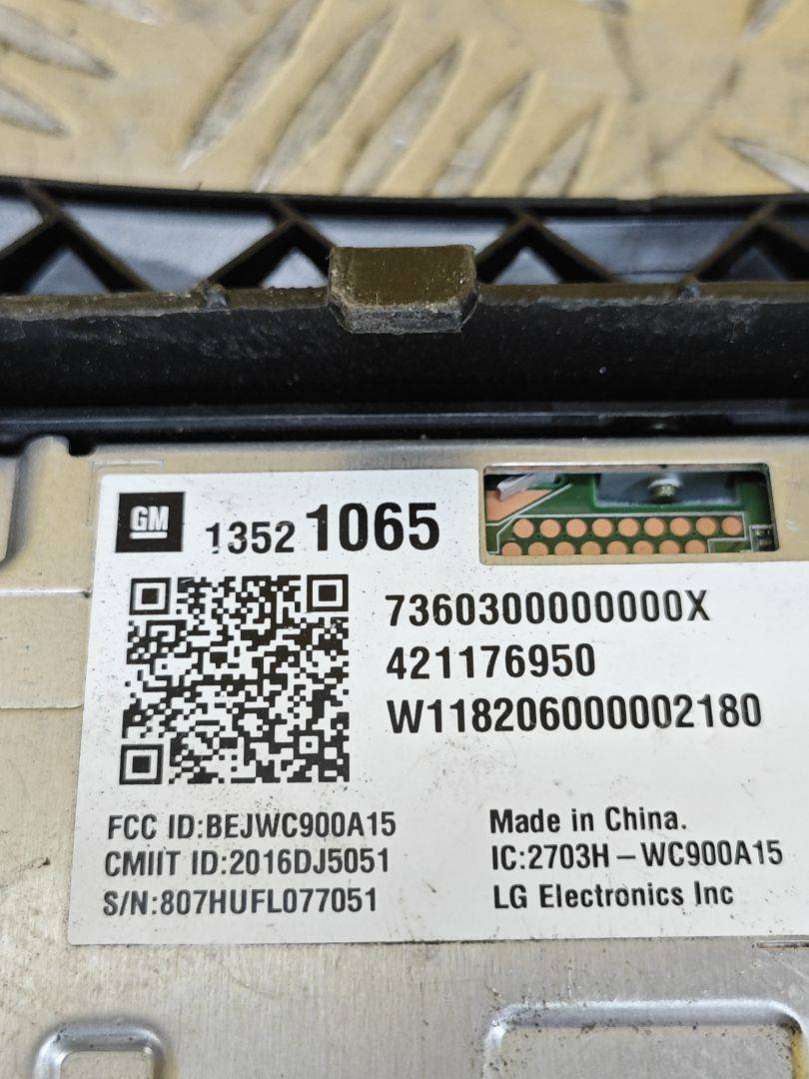 GM 13521065
7360300000000X
421176950
W118206000002180
FCC ID:BEJWC900A15
CMIIT ID:2016DJ5051
S/N:807HUFL077051
Made in China.
IC:2703H – WC900A15
LG Electronics Inc